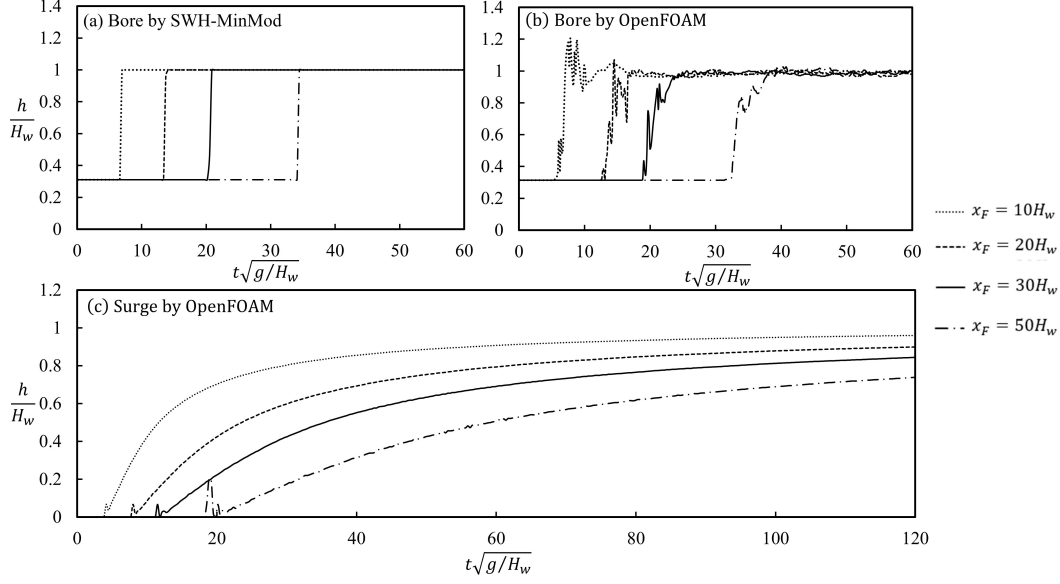 (a) Bore by SWH-MinMod
1.4
1.2
1
0.8
0.6
0.4
0.2
0
h
H_w
0 10 20 30 40 50 60
t√g/H_w
(b) Bore by OpenFOAM
1.4
1.2
1
0.8
0.6
0.4
0.2
0
0 10 20 30 40 50 60
t√g/H_w
x_F = 10H_w
x_F = 20H_w
x_F = 30H_w
x_F = 50H_w
(c) Surge by OpenFOAM
1.2
1
0.8
0.6
0.4
0.2
0
h
H_w
0 20 40 60 80 100 120
t√g/H_w